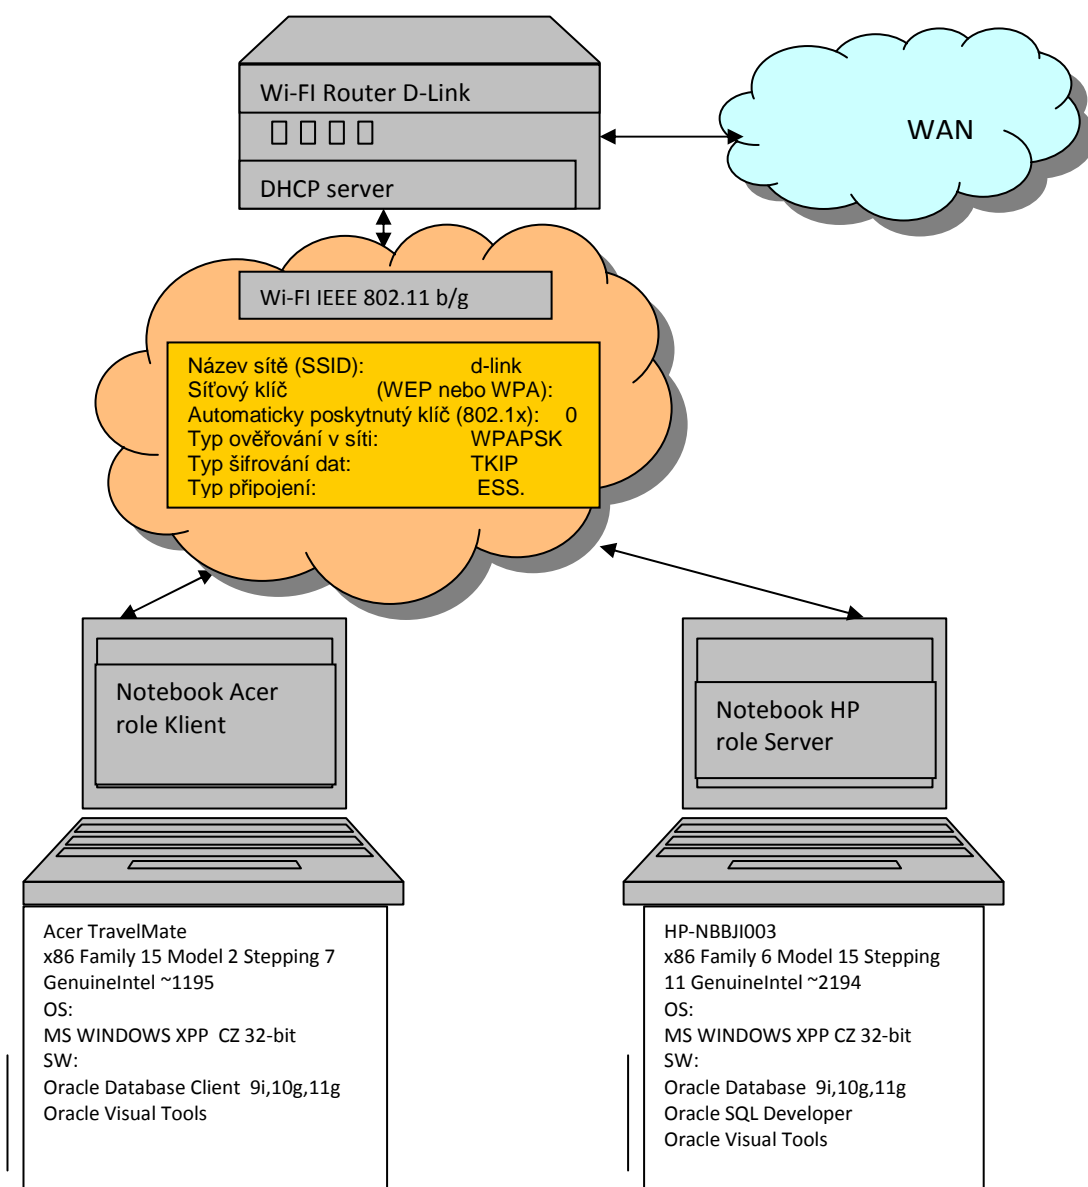 Wi-FI Router D-Link
WAN
DHCP server
Wi-FI IEEE 802.11 b/g
Název sítě (SSID): d-link
Síťový klíč (WEP nebo WPA):
Automaticky poskytnutý klíč (802.1x): 0
Typ ověřování v síti: WPAPSK
Typ šifrování dat: TKIP
Typ připojení: ESS.
Notebook Acer
role Klient
Notebook HP
role Server
Acer TravelMate
x86 Family 15 Model 2 Stepping 7
GenuineIntel ~1195
OS:
MS WINDOWS XPP CZ 32-bit
SW:
Oracle Database Client 9i,10g,11g
Oracle Visual Tools
HP-NBBJI003
x86 Family 6 Model 15 Stepping
11 GenuineIntel ~2194
OS:
MS WINDOWS XPP CZ 32-bit
SW:
Oracle Database 9i,10g,11g
Oracle SQL Developer
Oracle Visual Tools